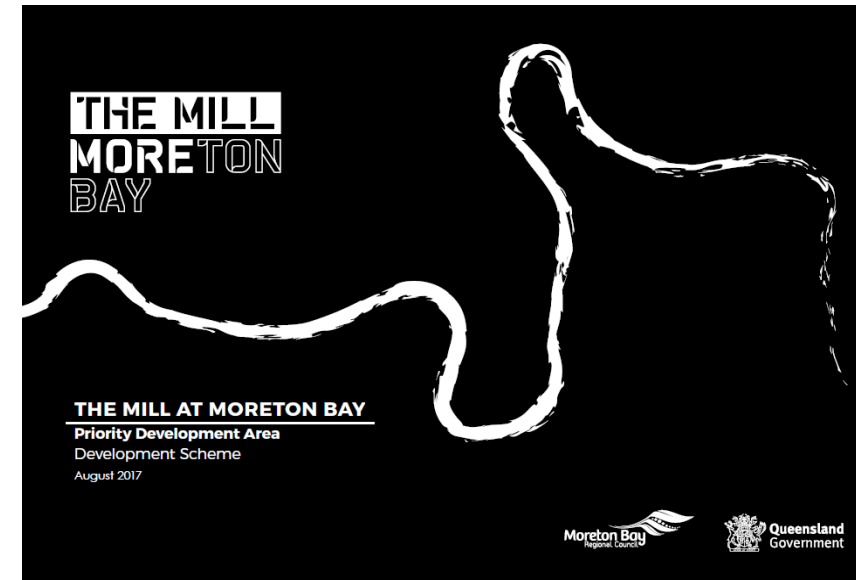 THE MILL
MORETON
BAY
THE MILL AT MORETON BAY
Priority Development Area
Development Scheme
August 2017
Moreton Bay
Regional Council
Queensland
Government